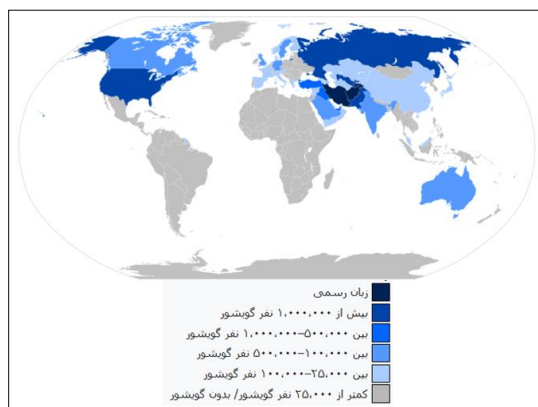 زبان رسمی
بیش از ۱،۰۰۰،۰۰۰ نفر گویشور
بین ۵۰۰،۰۰۰–۱،۰۰۰،۰۰۰ نفر گویشور
بین ۱۰۰،۰۰۰–۵۰۰،۰۰۰ نفر گویشور
بین ۲۵،۰۰۰–۱۰۰،۰۰۰ نفر گویشور
کمتر از ۲۵،۰۰۰ نفر گویشور/ بدون گویشور